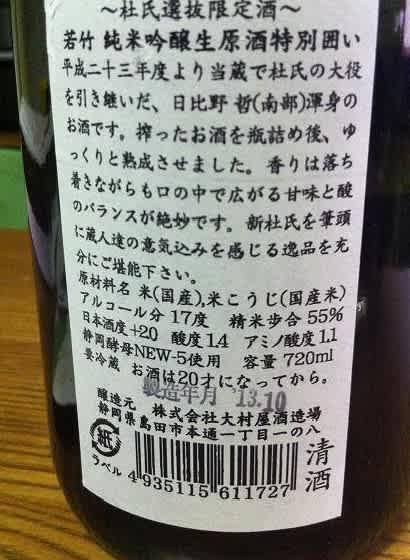 〜杜氏選抜限定酒〜
若竹 純米吟醸生原酒特別囲い
平成二十三年度より当蔵で杜氏の大役
を引き継いだ、日比野 哲(南部)渾身の
お酒です。搾ったお酒を瓶詰め後、ゆ
っくりと熟成させました。香りは落ち
着きながらも口の中で広がる甘味と酸
のバランスが絶妙です。新杜氏を筆頭
に蔵人達の意気込みを感じる逸品を充
分にご堪能下さい。
原材料名 米(国産),米こうじ(国産米)
アルコール分 17度 精米歩合 55%
日本酒度+2.0 酸度1.4 アミノ酸度1.1
静岡酵母NEW-5使用 容量 720ml
要冷蔵 お酒は20才になってから。
製造年月 13.10
醸造元 株式会社大村屋酒造場
静岡県島田市本通一丁目一の八
紙
ラベル
4 935115 611727
清酒